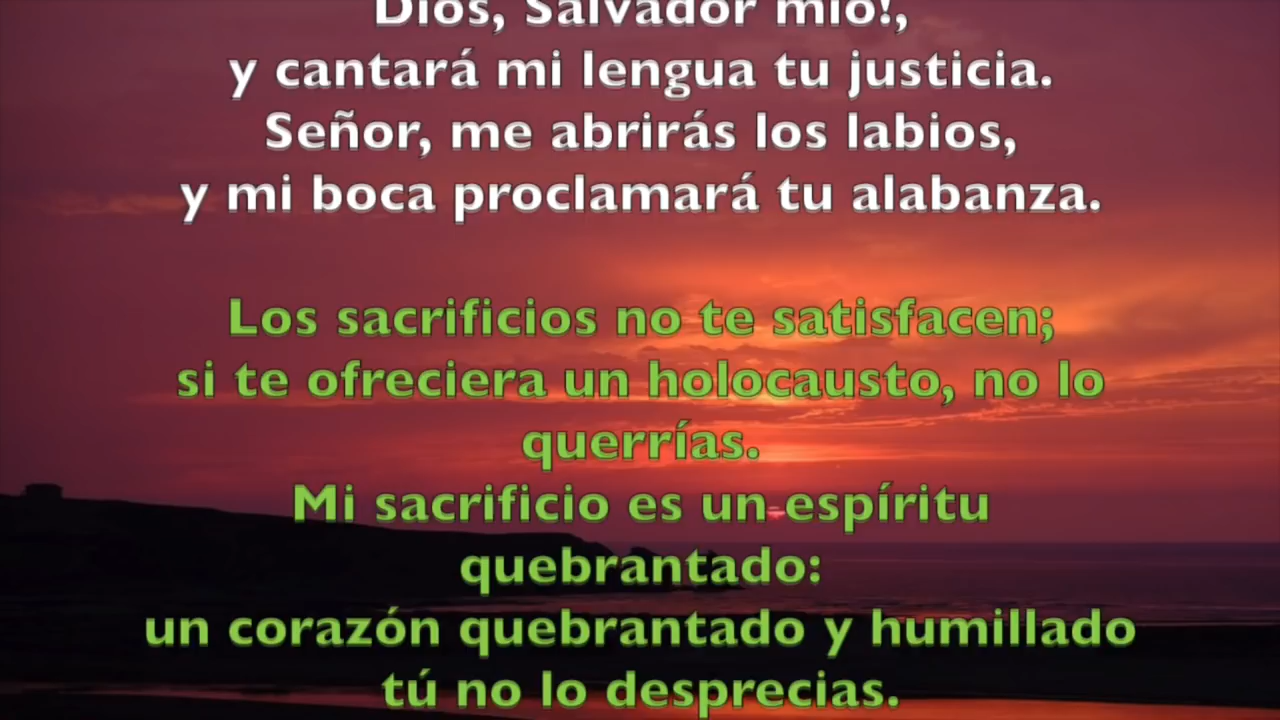 Dios, Salvador mío!,
y cantará mi lengua tu justicia.
Señor, me abrirás los labios,
y mi boca proclamará tu alabanza.
Los sacrificios no te satisfacen;
si te ofreciera un holocausto, no lo
querrías.
Mi sacrificio es un espíritu
quebrantado:
un corazón quebrantado y humillado
tú no lo desprecias.